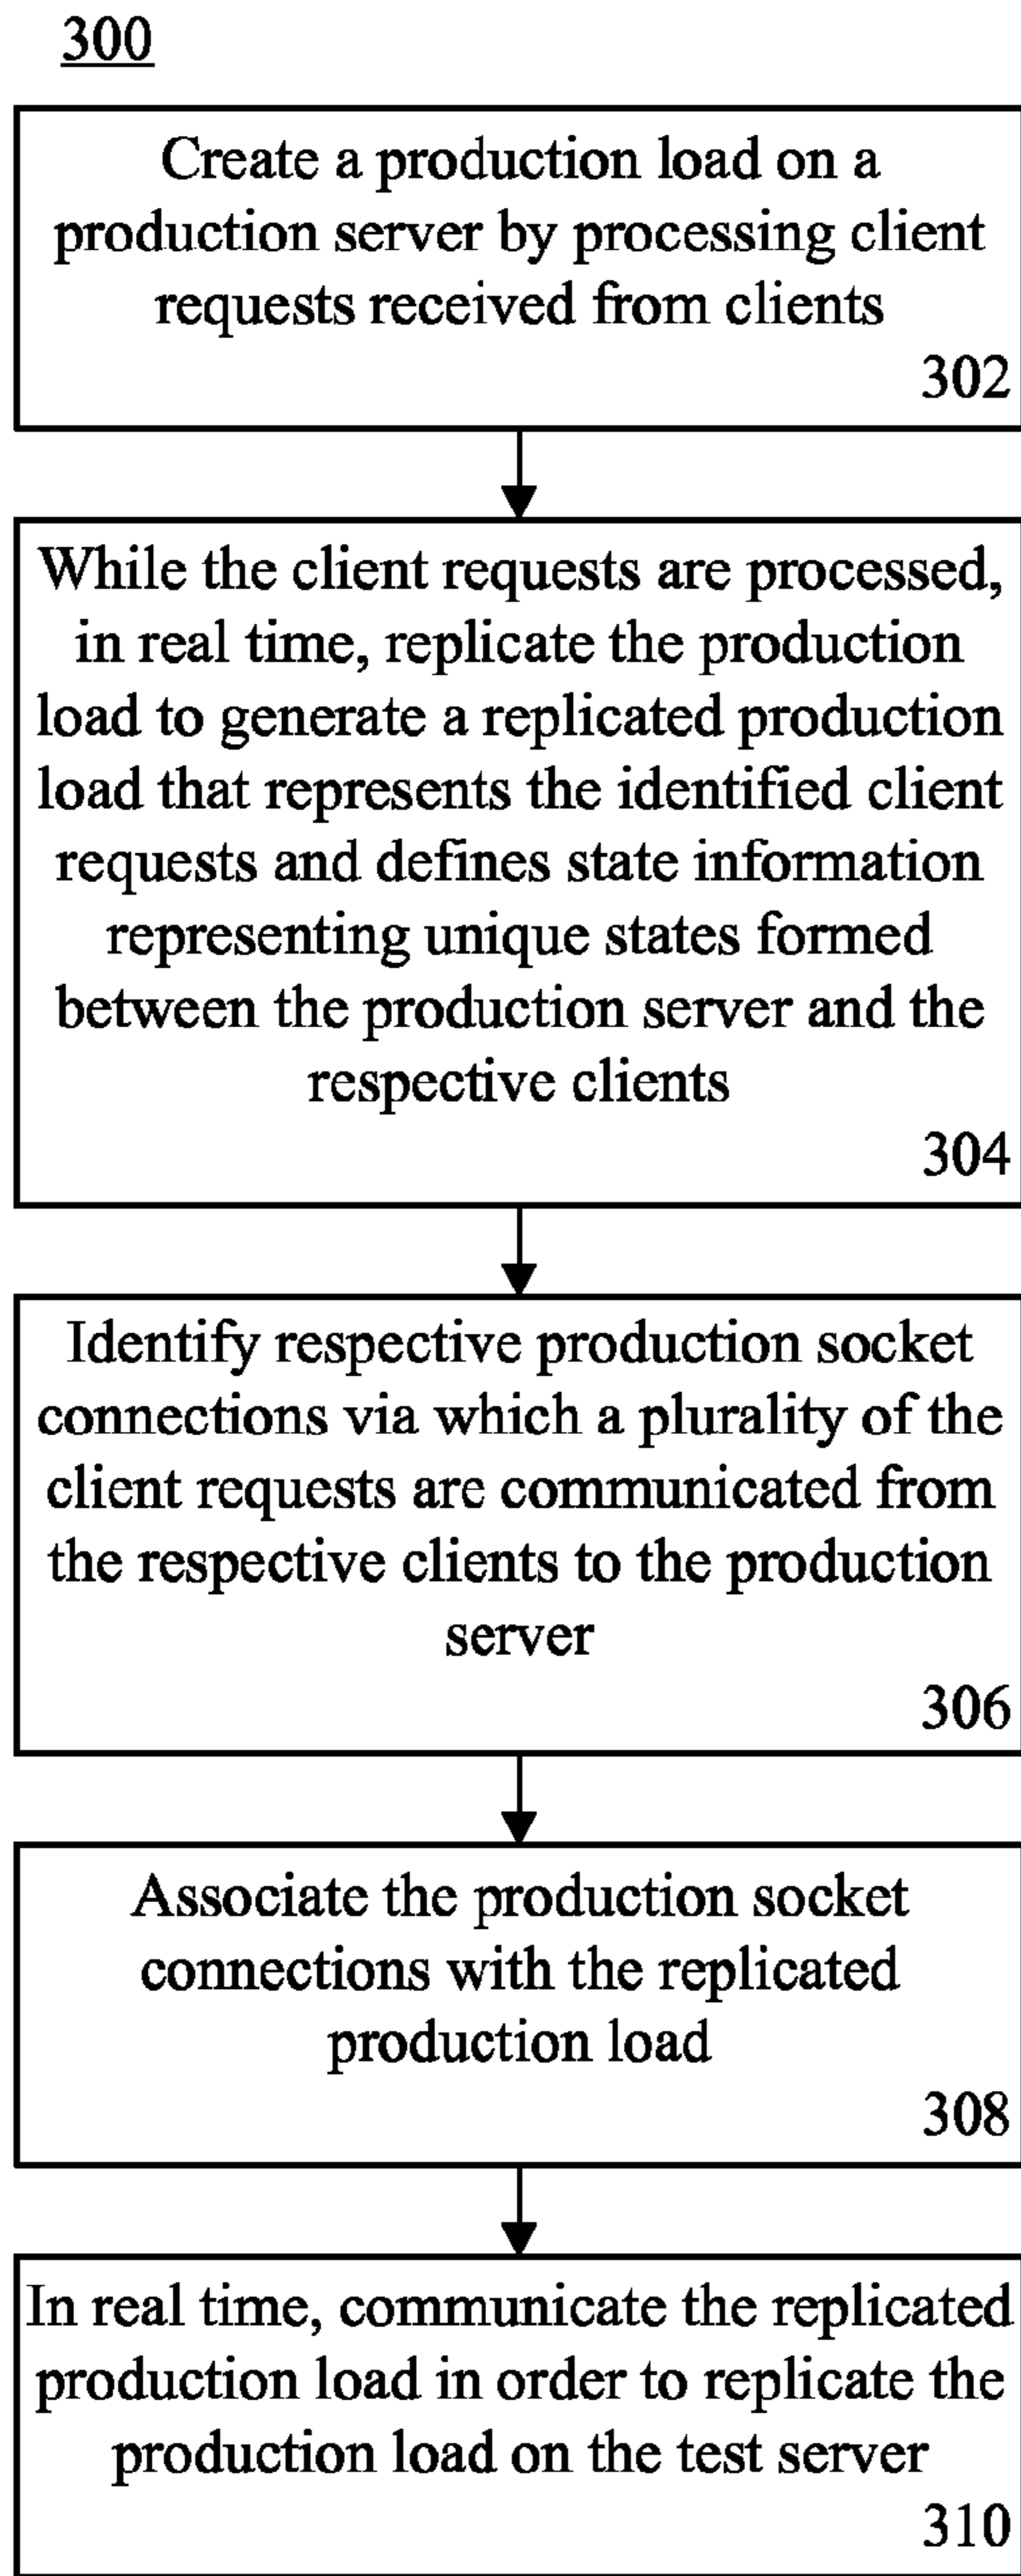 300
Create a production load on a
production server by processing client
requests received from clients
302
While the client requests are processed,
in real time, replicate the production
load to generate a replicated production
load that represents the identified client
requests and defines state information
representing unique states formed
between the production server and the
respective clients
304
Identify respective production socket
connections via which a plurality of the
client requests are communicated from
the respective clients to the production
server
306
Associate the production socket
connections with the replicated
production load
308
In real time, communicate the replicated
production load in order to replicate the
production load on the test server
310